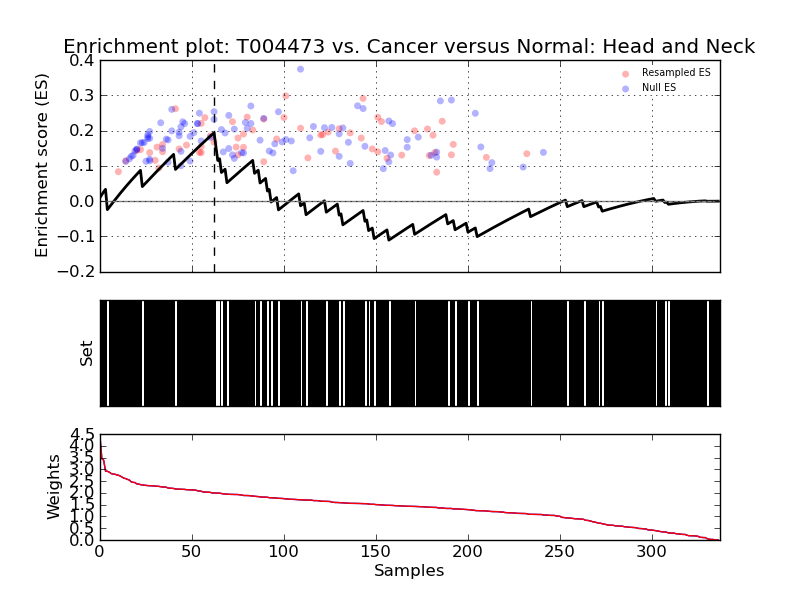 Enrichment plot: T004473 vs. Cancer versus Normal: Head and Neck
Enrichment score (ES)
0.4
0.3
0.2
0.1
0.0
−0.1
−0.2
Resampled ES
Null ES
Set
Weights
4.5
4.0
3.5
3.0
2.5
2.0
1.5
1.0
0.5
0.0
0 50 100 150 200 250 300
Samples